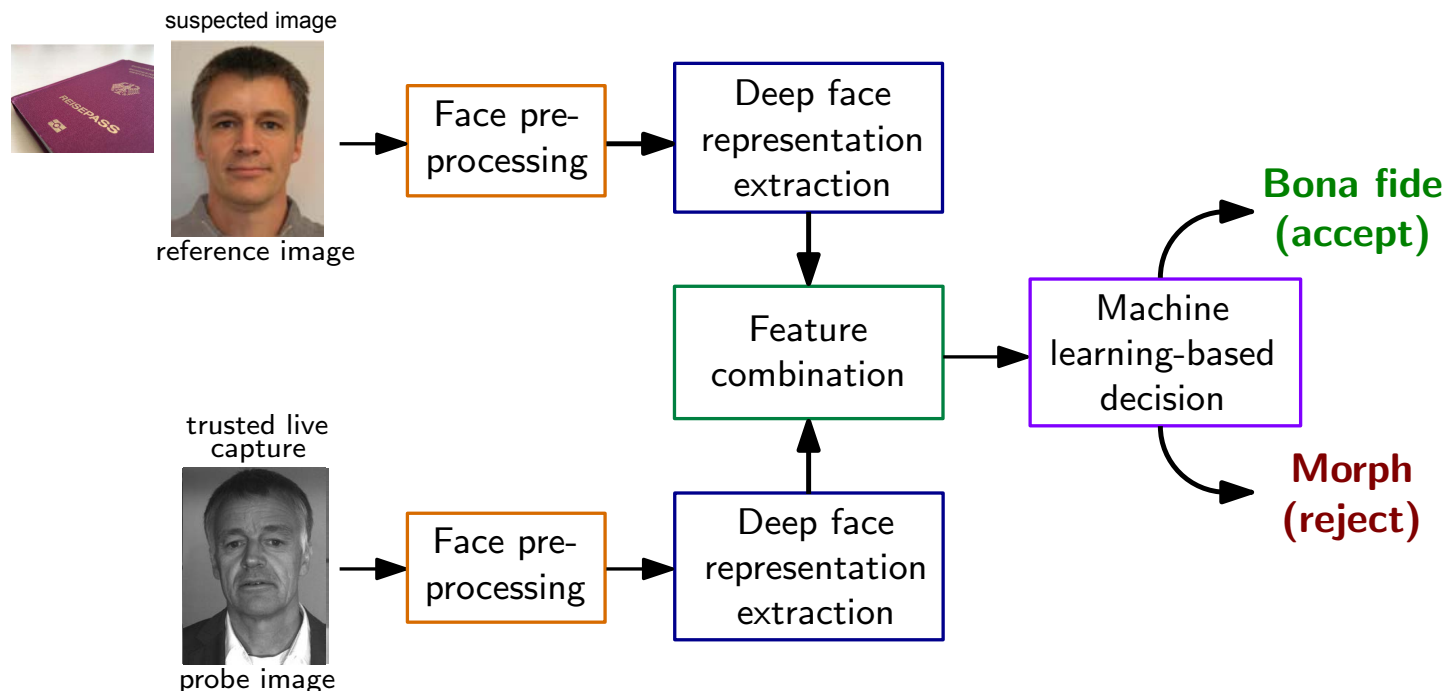 suspected image
REISEPASS
reference image
Face pre-
processing
Deep face
representation
extraction
Feature
combination
Machine
learning-based
decision
Bona fide
(accept)
Morph
(reject)
trusted live
capture
probe image
Face pre-
processing
Deep face
representation
extraction